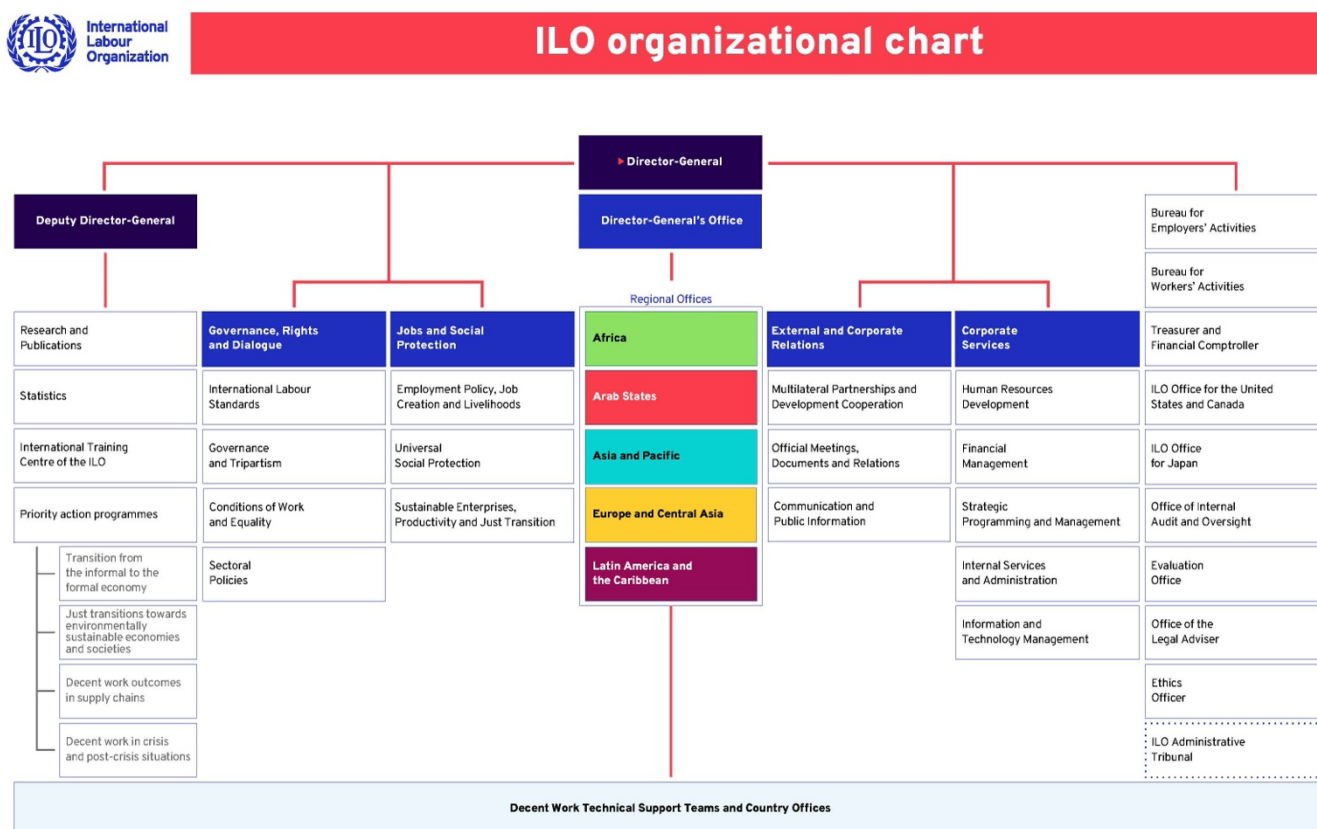 ILO
International
Labour
Organization
ILO organizational chart
Director-General
Deputy Director-General
Director-General's Office
Regional Offices
Research and
Publications
Statistics
International Training
Centre of the ILO
Priority action programmes
Transition from
the informal to the
formal economy
Just transitions towards
environmentally
sustainable economies
and societies
Decent work outcomes
in supply chains
Decent work in crisis
and post-crisis situations
Governance, Rights
and Dialogue
International Labour
Standards
Governance
and Tripartism
Conditions of Work
and Equality
Sectoral
Policies
Jobs and Social
Protection
Employment Policy, Job
Creation and Livelihoods
Universal
Social Protection
Sustainable Enterprises,
Productivity and Just Transition
Africa
Arab States
Asia and Pacific
Europe and Central Asia
Latin America and
the Caribbean
External and Corporate
Relations
Multilateral Partnerships and
Development Cooperation
Official Meetings,
Documents and Relations
Communication and
Public Information
Corporate
Services
Human Resources
Development
Financial
Management
Strategic
Programming and Management
Internal Services
and Administration
Information and
Technology Management
Bureau for
Employers' Activities
Bureau for
Workers' Activities
Treasurer and
Financial Comptroller
ILO Office for the United
States and Canada
ILO Office
for Japan
Office of Internal
Audit and Oversight
Evaluation
Office
Office of the
Legal Adviser
Ethics
Officer
ILO Administrative
Tribunal
Decent Work Technical Support Teams and Country Offices